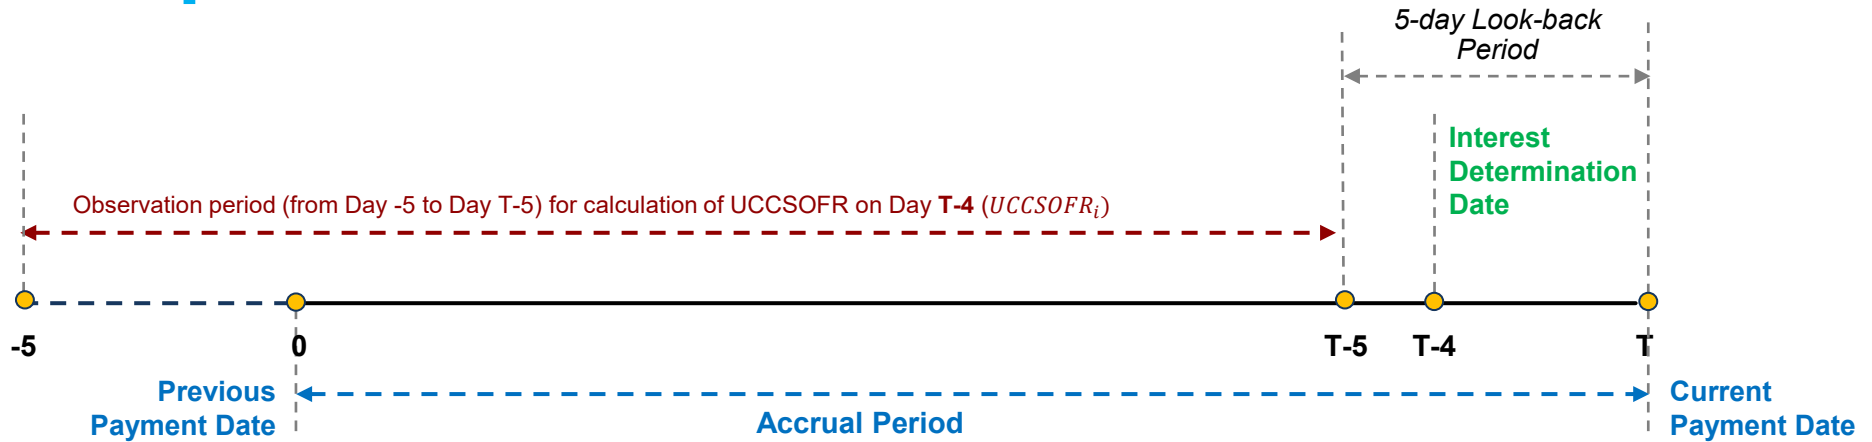 5-day Look-back
Period
Interest
Determination
Date
Observation period (from Day -5 to Day T-5) for calculation of UCCSOFR on Day T-4 (UCCSOFRᵢ)
-5
0
T-5
T-4
T
Previous
Payment Date
Accrual Period
Current
Payment Date